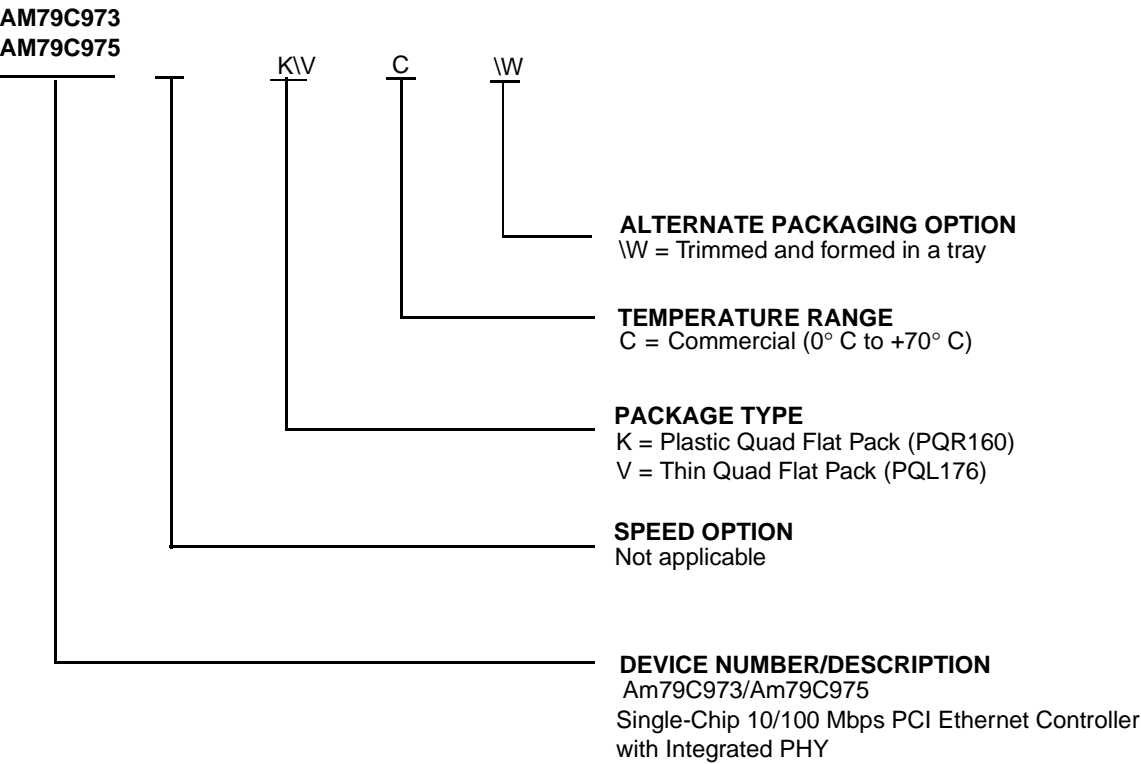 AM79C973
AM79C975
K\V C \W
ALTERNATE PACKAGING OPTION
\W = Trimmed and formed in a tray
TEMPERATURE RANGE
C = Commercial (0° C to +70° C)
PACKAGE TYPE
K = Plastic Quad Flat Pack (PQR160)
V = Thin Quad Flat Pack (PQL176)
SPEED OPTION
Not applicable
DEVICE NUMBER/DESCRIPTION
Am79C973/Am79C975
Single-Chip 10/100 Mbps PCI Ethernet Controller
with Integrated PHY